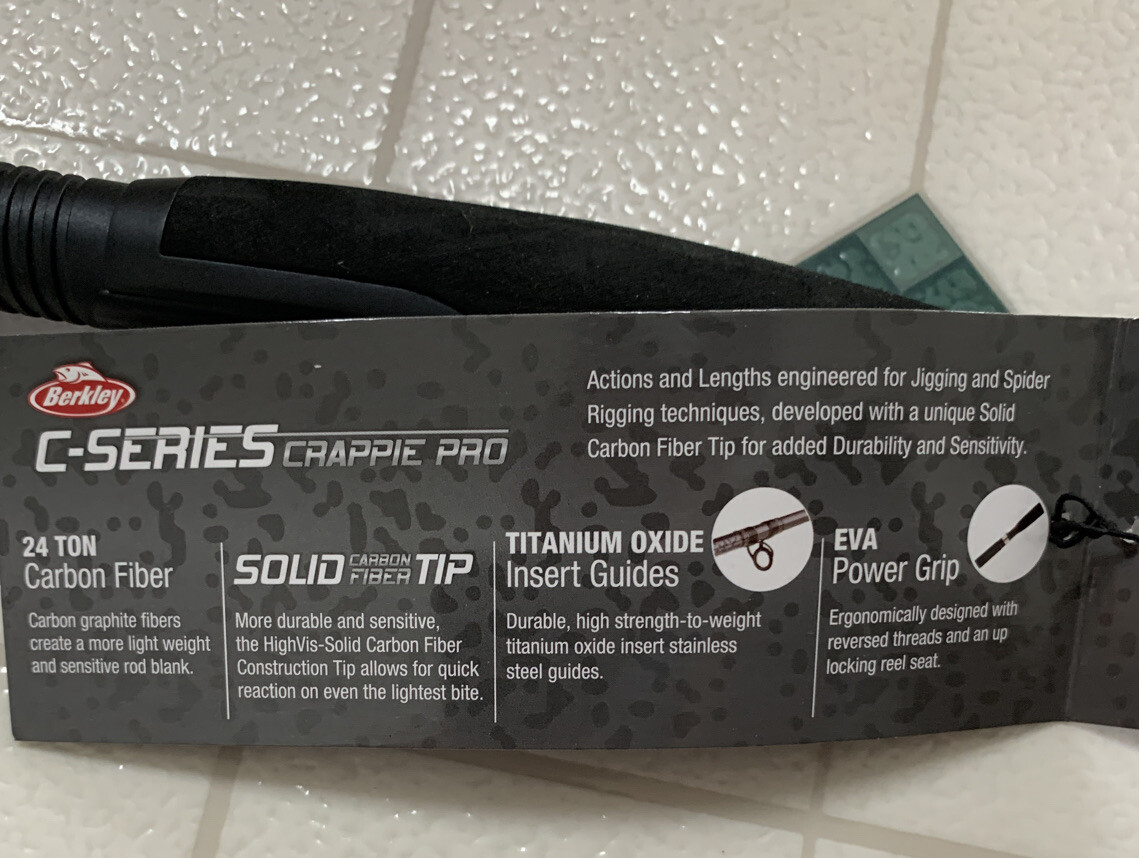 Berkley
C-SERIES CRAPPIE PRO
Actions and Lengths engineered for Jigging and Spider
Rigging techniques, developed with a unique Solid
Carbon Fiber Tip for added Durability and Sensitivity.
24 TON
Carbon Fiber
Carbon graphite fibers
create a more light weight
and sensitive rod blank.
SOLID CARBON FIBER TIP
More durable and sensitive,
the HighVis-Solid Carbon Fiber
Construction Tip allows for quick
reaction on even the lightest bite.
TITANIUM OXIDE
Insert Guides
Durable, high strength-to-weight
titanium oxide insert stainless
steel guides.
EVA
Power Grip
Ergonomically designed with
reversed threads and an up
locking reel seat.